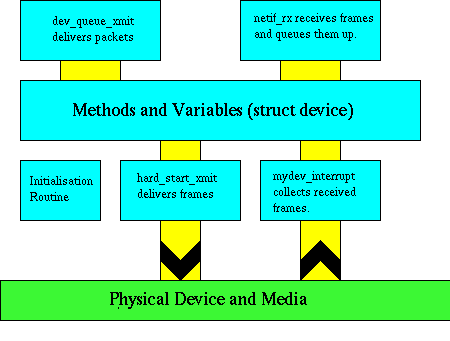 dev_queue_xmit
delivers packets
netif_rx receives frames
and queues them up.
Methods and Variables (struct device)
Initialisation
Routine
hard_start_xmit
delivers frames
mydev_interrupt
collects received
frames.
Physical Device and Media